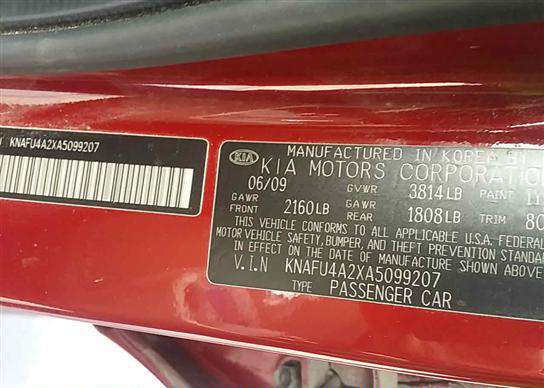 KNAFU4A2XA5099207
MANUFACTURED IN KOREA BY
KIA KIA MOTORS CORPORATION
06/09 GVWR 3814LB PAINT
GAWR FRONT 2160LB GAWR REAR 1808LB TRIM
THIS VEHICLE CONFORMS TO ALL APPLICABLE U.S.A. FEDERAL
MOTOR VEHICLE SAFETY, BUMPER, AND THEFT PREVENTION STANDA
IN EFFECT ON THE DATE OF MANUFACTURE SHOWN ABOVE
V.I.N KNAFU4A2XA5099207
TYPE PASSENGER CAR